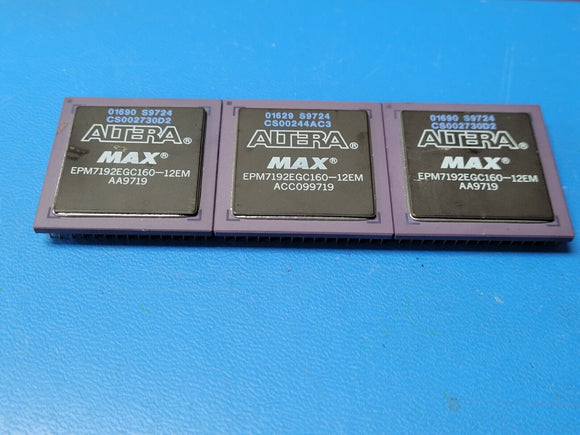 01690 S9724
CS002730D2
ALTERA®
MAX®
EPM7192EGC160-12EM
AA9719
01629 S9724
CS00244AC3
ALTERA®
MAX®
EPM7192EGC160-12EM
ACC099719
01690 S9724
CS002730D2
ALTERA®
MAX®
EPM7192EGC160-12EM
AA9719